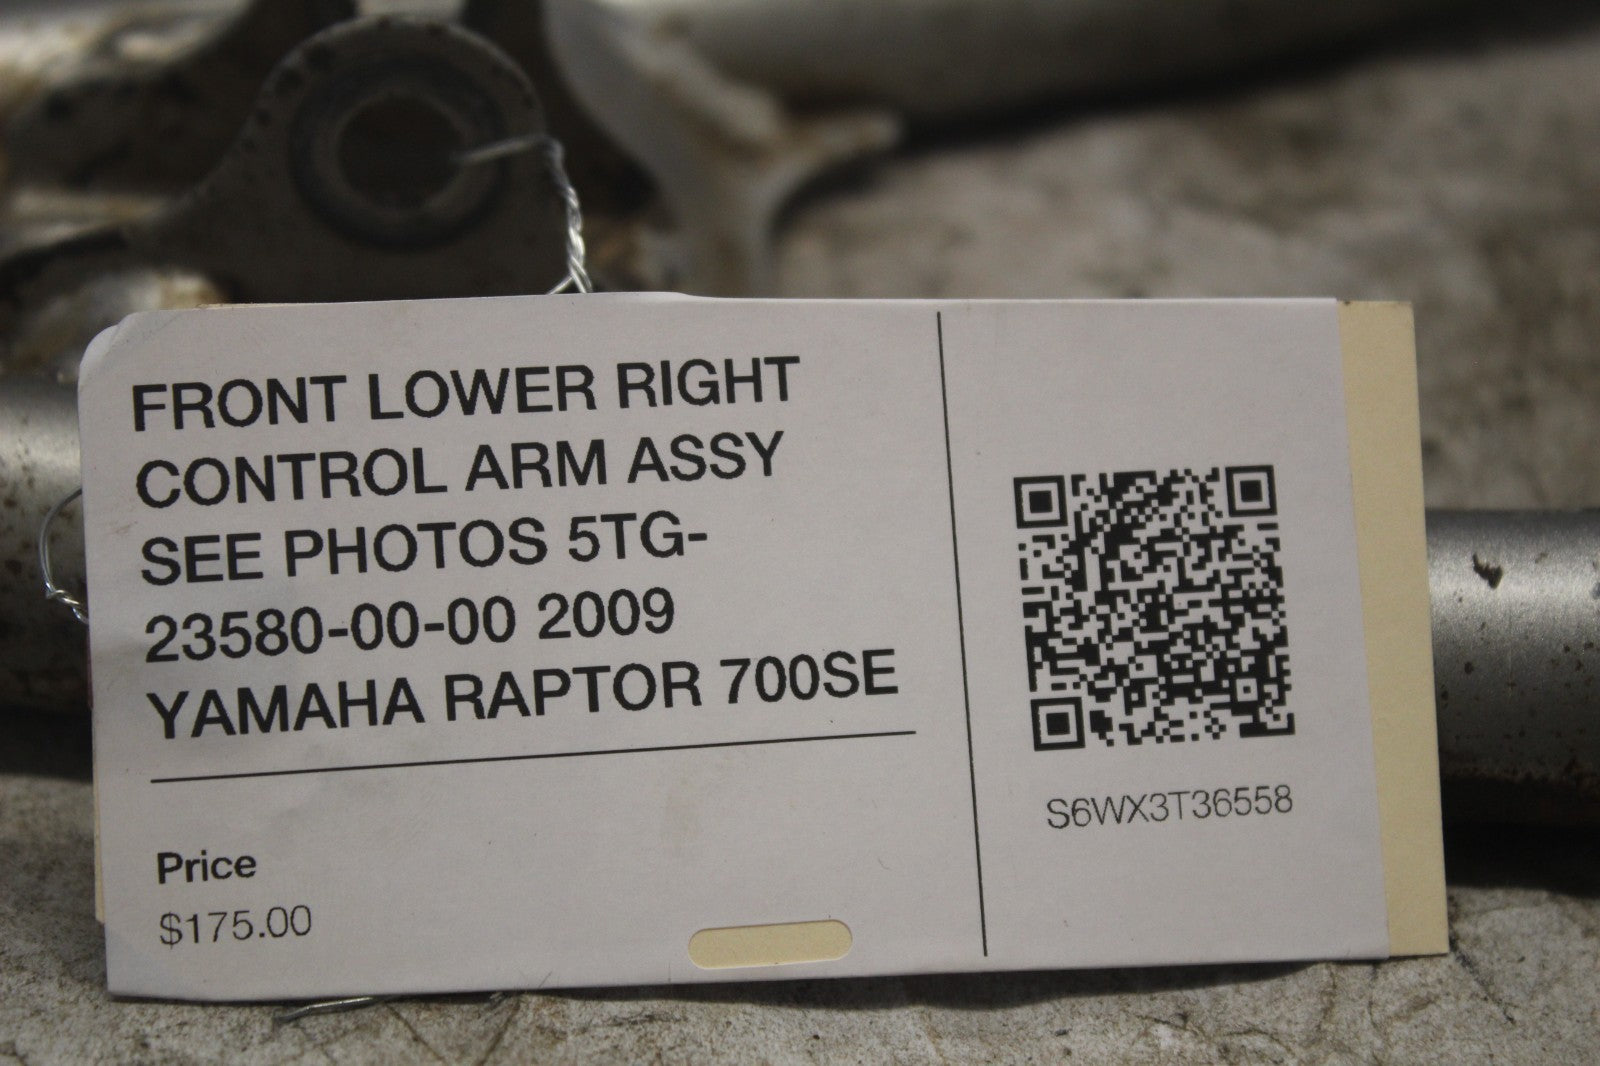 FRONT LOWER RIGHT
CONTROL ARM ASSY
SEE PHOTOS 5TG-
23580-00-00 2009
YAMAHA RAPTOR 700SE
Price
$175.00
S6WX3T36558